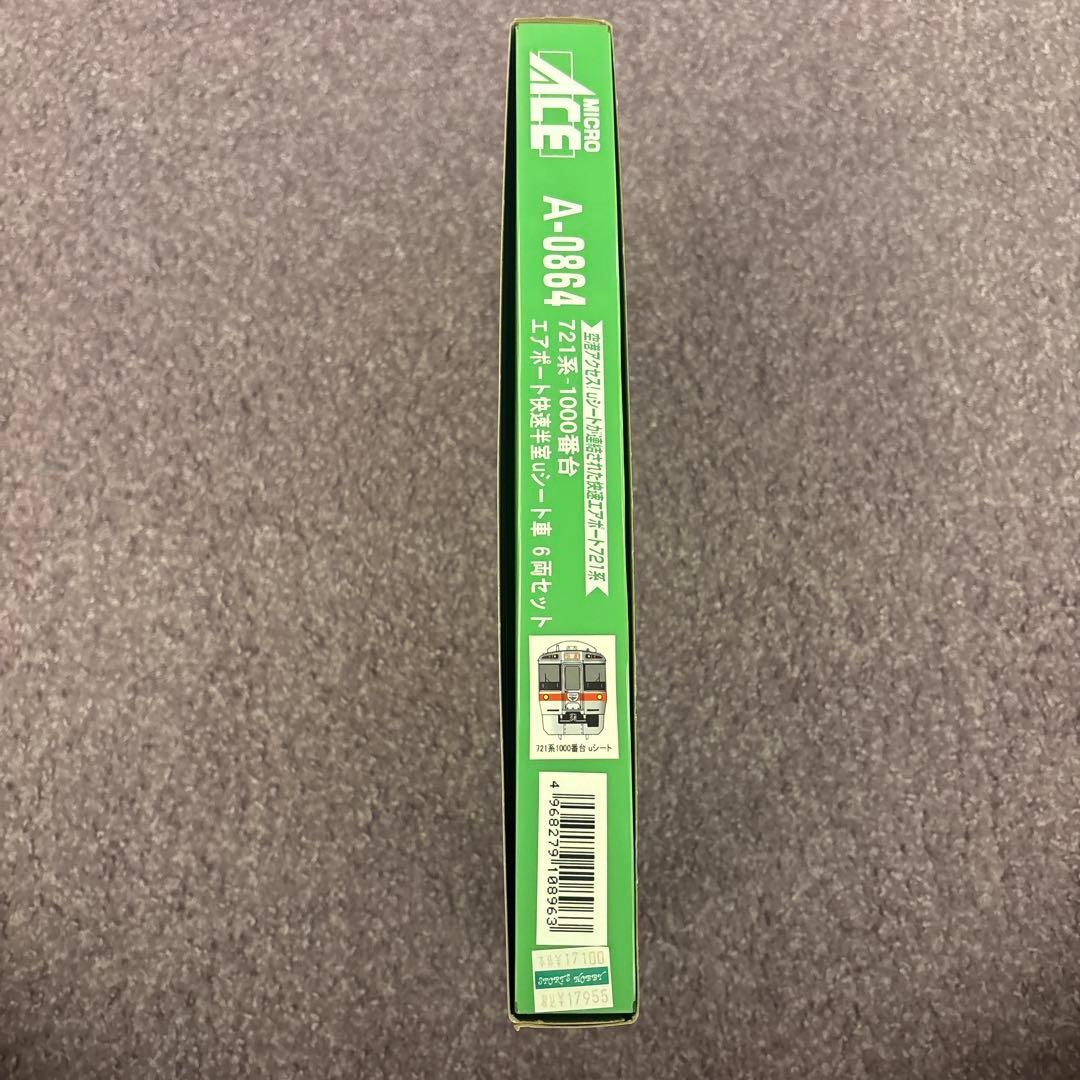 MICRO
ACE
A-0864
空港アクセス!uシートが連結された快速エアポート721系
721系-1000番台
エアポート快速半室uシート車 6両セット
721系1000番台 uシート
4 968279 108963
¥17100
¥17955